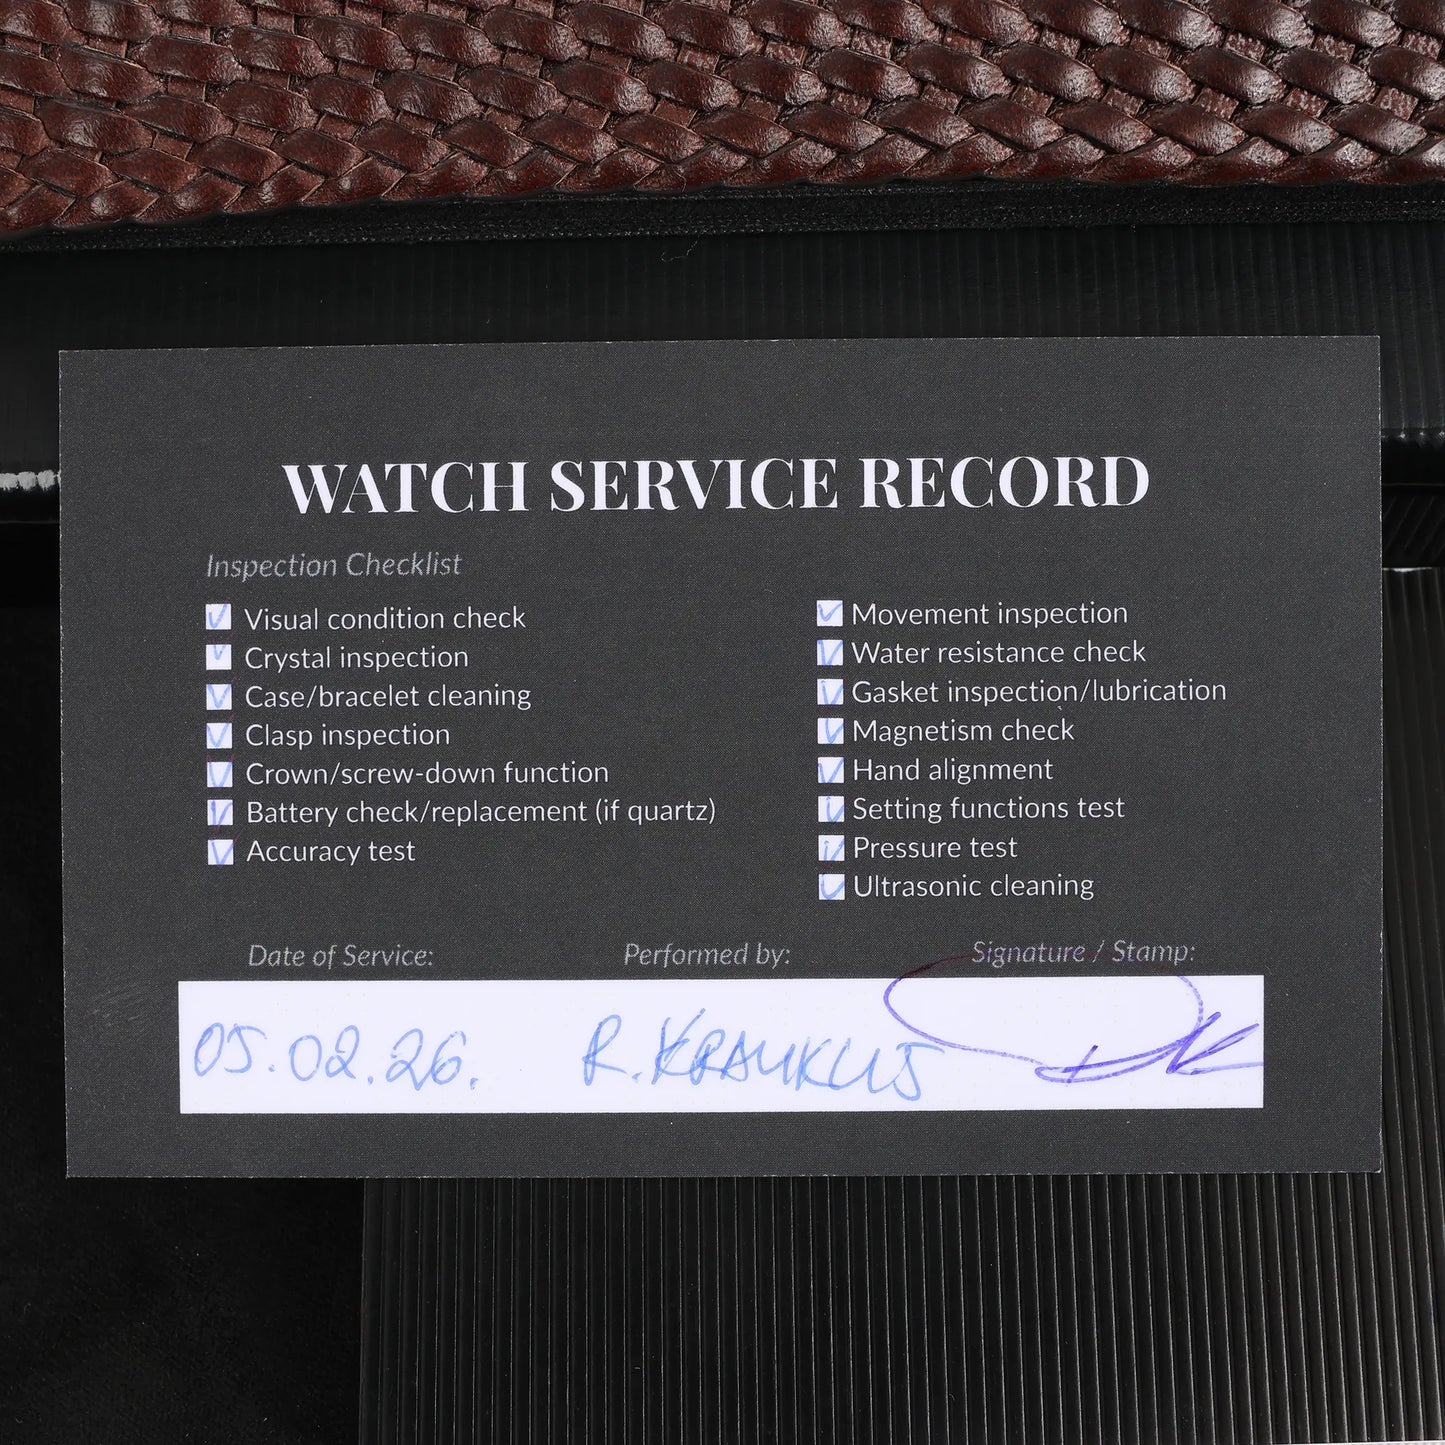 WATCH SERVICE RECORD
Inspection Checklist
Visual condition check
Crystal inspection
Case/bracelet cleaning
Clasp inspection
Crown/screw-down function
Battery check/replacement (if quartz)
Accuracy test
Movement inspection
Water resistance check
Gasket inspection/lubrication
Magnetism check
Hand alignment
Setting functions test
Pressure test
Ultrasonic cleaning
Date of Service: Performed by: Signature / Stamp:
05.02.26. R.